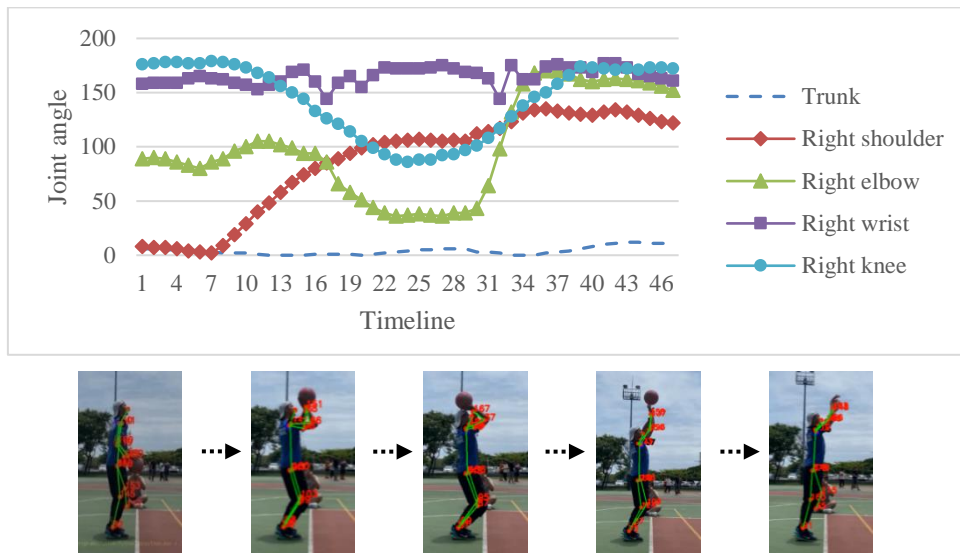 200
150
100
50
0
Joint angle
1 4 7 10 13 16 19 22 25 28 31 34 37 40 43 46
Timeline
Trunk
Right shoulder
Right elbow
Right wrist
Right knee